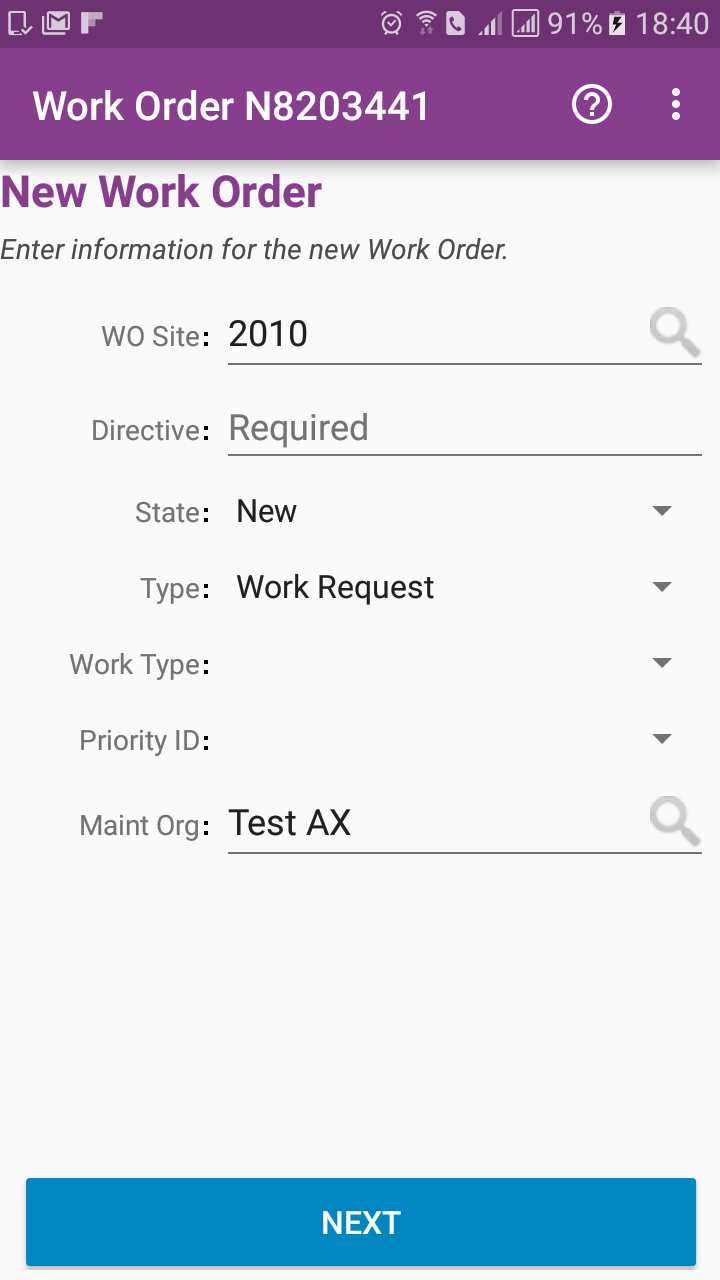 91% 18:40
Work Order N8203441
New Work Order
Enter information for the new Work Order.
WO Site: 2010
Directive: Required
State: New
Type: Work Request
Work Type:
Priority ID:
Maint Org: Test AX
NEXT